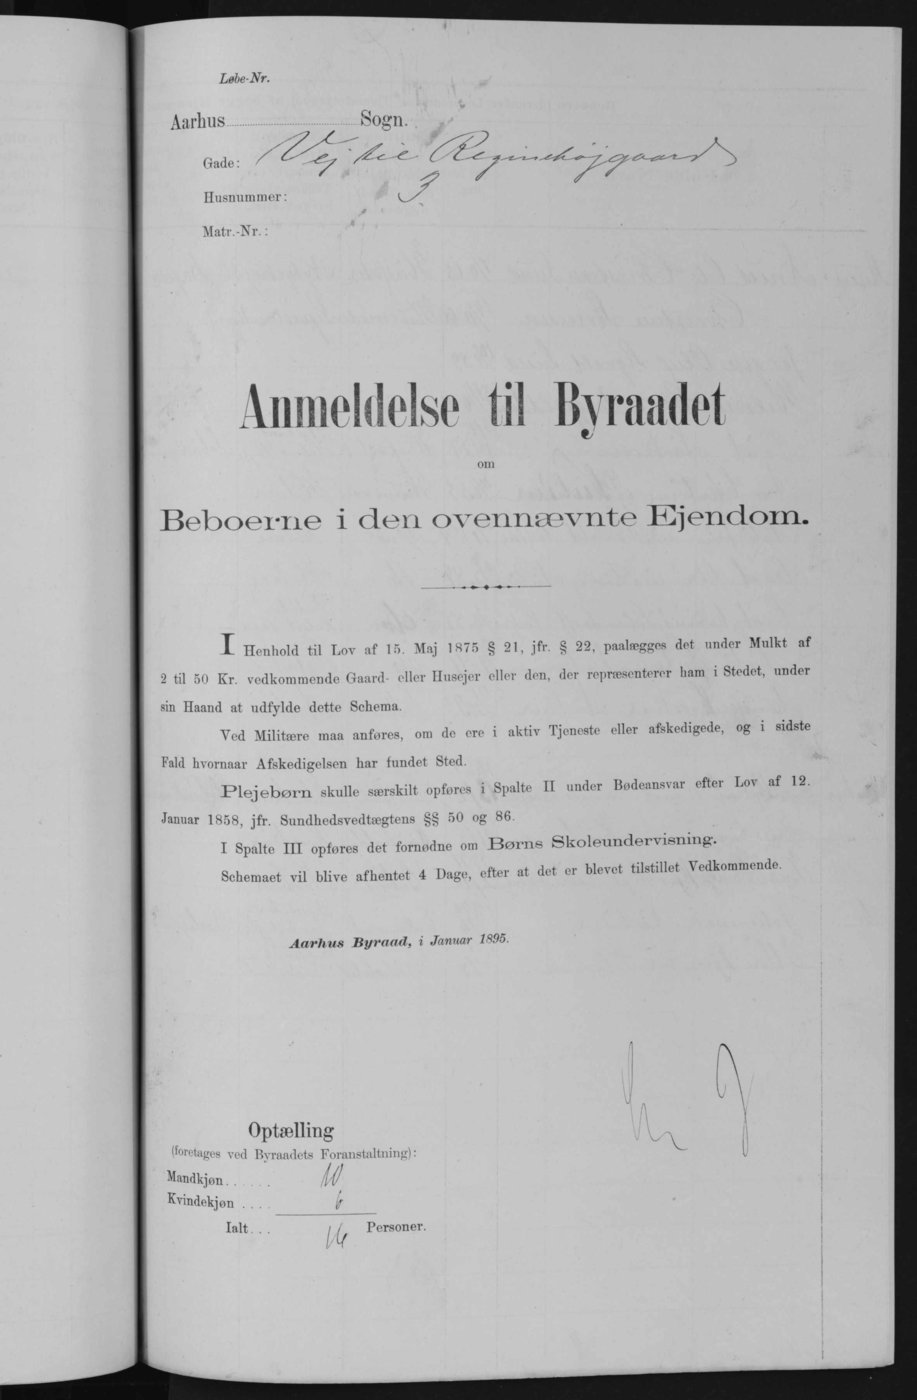 Løbe-Nr.
Aarhus Sogn.
Gade: Vej til Reginehøjgaard
Husnummer: 3.
Matr.-Nr.:
Anmeldelse til Byraadet
om
Beboerne i den ovennævnte Ejendom.
I Henhold til Lov af 15. Maj 1875 § 21, jfr. § 22, paalægges det under Mulkt af
2 til 50 Kr. vedkommende Gaard- eller Husejer eller den, der repræsenterer ham i Stedet, under
sin Haand at udfylde dette Schema.
Ved Militære maa anføres, om de ere i aktiv Tjeneste eller afskedigede, og i sidste
Fald hvornaar Afskedigelsen har fundet Sted.
Plejebørn skulle særskilt opføres i Spalte II under Bødeansvar efter Lov af 12.
Januar 1858, jfr. Sundhedsvedtægtens §§ 50 og 86.
I Spalte III opføres det fornødne om Børns Skoleundervisning.
Schemaet vil blive afhentet 4 Dage, efter at det er blevet tilstillet Vedkommende.
Aarhus Byraad, i Januar 1895.
Optælling
(foretages ved Byraadets Foranstaltning):
Mandkjøn...... 10
Kvindekjøn .... 6
Ialt... 16 Personer.